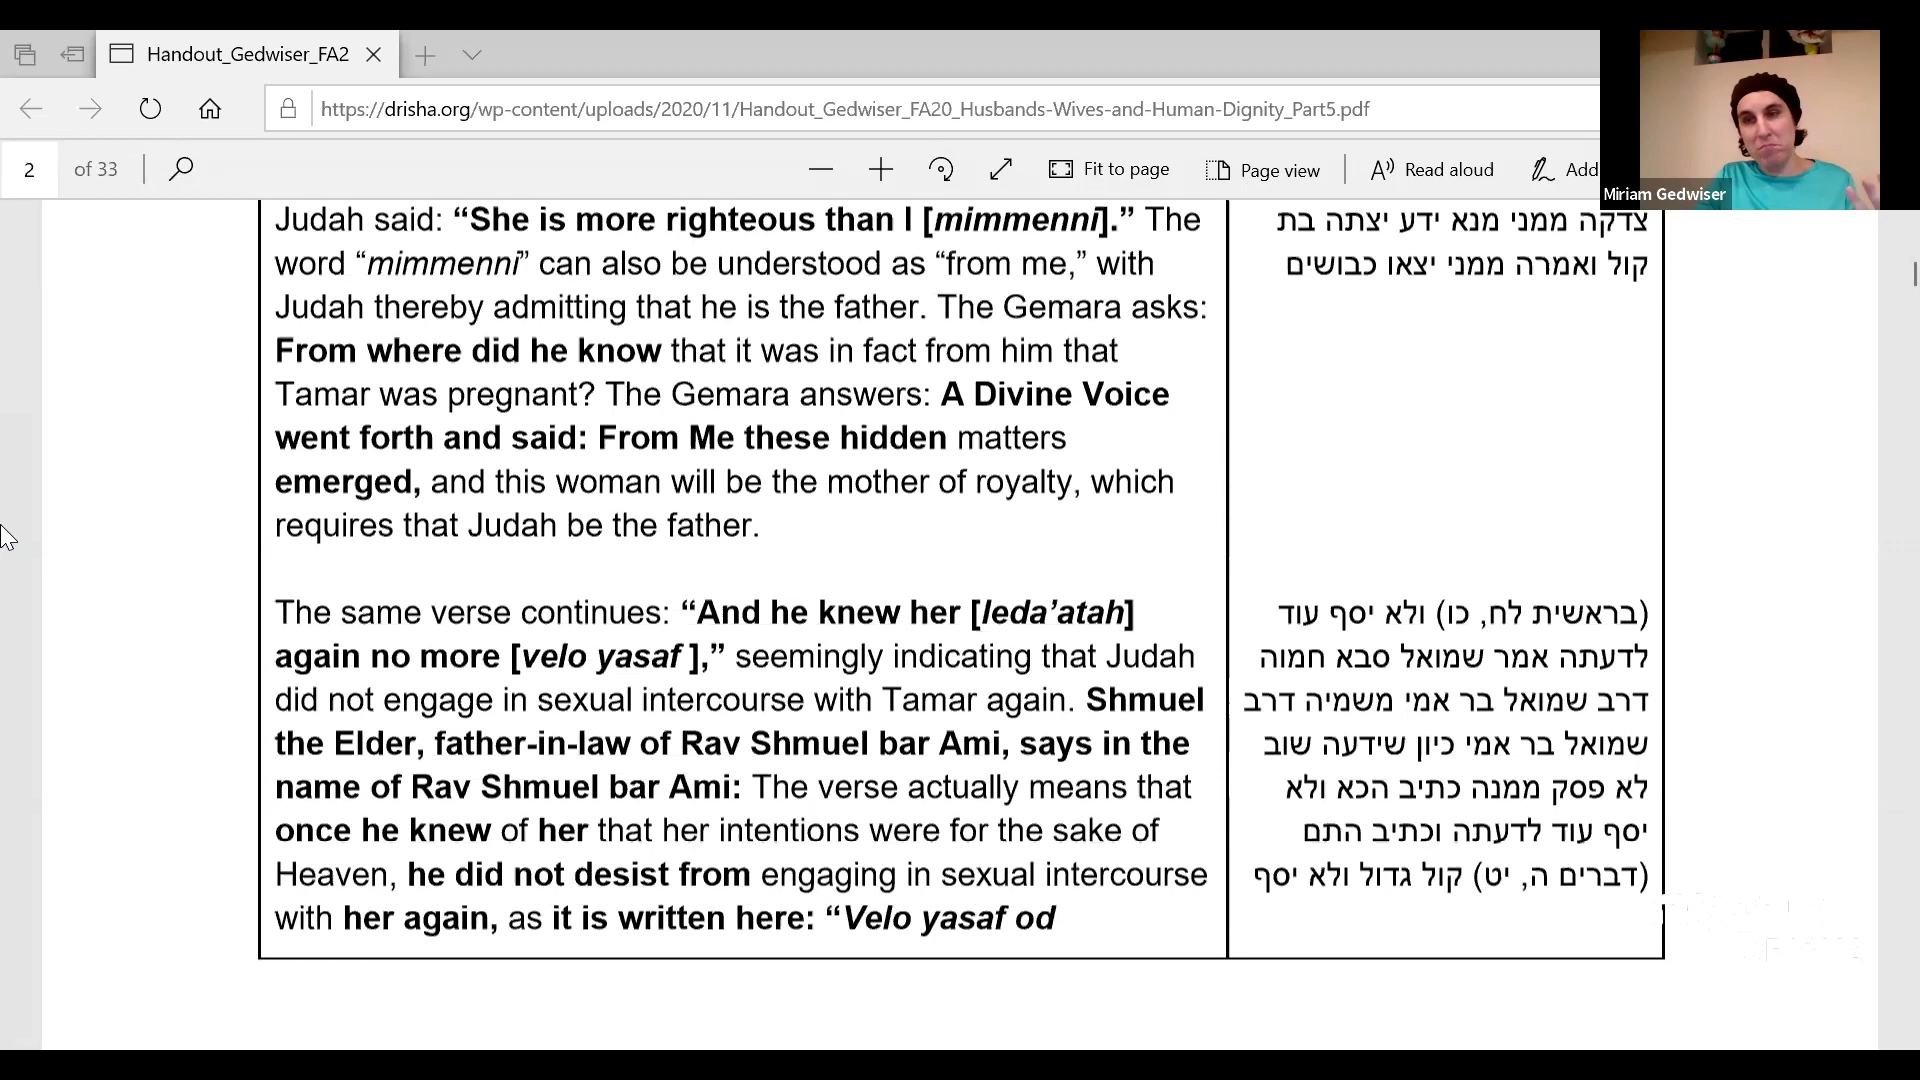 Handout_Gedwiser_FA2
https://drisha.org/wp-content/uploads/2020/11/Handout_Gedwiser_FA20_Husbands-Wives-and-Human-Dignity_Part5.pdf
2 of 33
Fit to page
Page view
Read aloud
Add
Miriam Gedwiser
Judah said: “She is more righteous than I [mimmenni].” The
word “mimmenni” can also be understood as “from me,” with
Judah thereby admitting that he is the father. The Gemara asks:
From where did he know that it was in fact from him that
Tamar was pregnant? The Gemara answers: A Divine Voice
went forth and said: From Me these hidden matters
emerged, and this woman will be the mother of royalty, which
requires that Judah be the father.
The same verse continues: “And he knew her [leda’atah]
again no more [velo yasaf ],” seemingly indicating that Judah
did not engage in sexual intercourse with Tamar again. Shmuel
the Elder, father-in-law of Rav Shmuel bar Ami, says in the
name of Rav Shmuel bar Ami: The verse actually means that
once he knew of her that her intentions were for the sake of
Heaven, he did not desist from engaging in sexual intercourse
with her again, as it is written here: “Velo yasaf od
צדקה ממני מנא ידע יצתה בת
קול ואמרה ממני יצאו כבושים
(בראשית לח, כו) ולא יסף עוד
לדעתה אמר שמואל סבא חמוה
דרב שמואל בר אמי משמיה דרב
שמואל בר אמי כיון שידעה שוב
לא פסק ממנה כתיב הכא ולא
יסף עוד לדעתה וכתיב התם
(דברים ה, יט) קול גדול ולא יסף